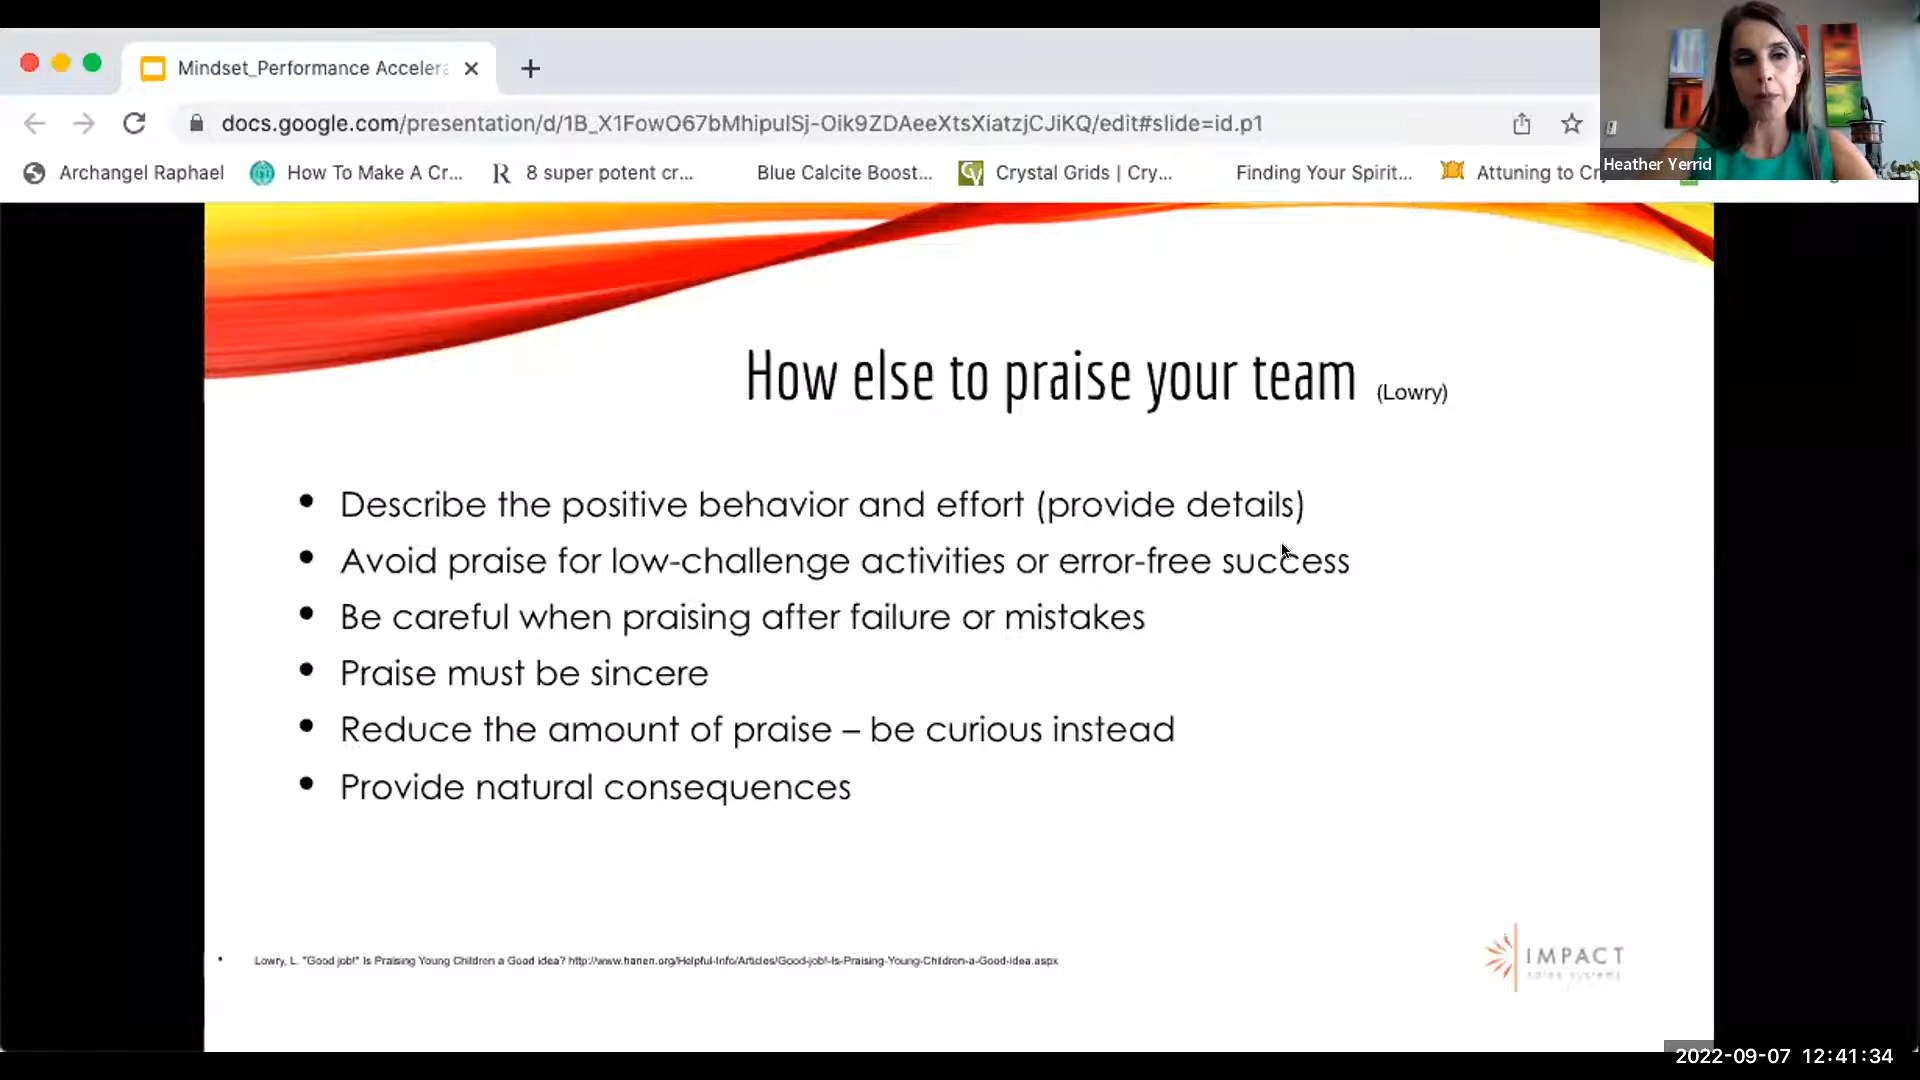 Mindset_Performance Acceler
docs.google.com/presentation/d/1B_X1FowO67bMhipulSj-Oik9ZDAeeXtsXiatzjCJiKQ/edit#slide=id.p1
Archangel Raphael
How To Make A Cr...
8 super potent cr...
Blue Calcite Boost...
Crystal Grids | Cry...
Finding Your Spirit...
Attuning to Cry
Heather Yerrid
How else to praise your team (Lowry)
• Describe the positive behavior and effort (provide details)
• Avoid praise for low-challenge activities or error-free success
• Be careful when praising after failure or mistakes
• Praise must be sincere
• Reduce the amount of praise – be curious instead
• Provide natural consequences
• Lowry, L. "Good job!" Is Praising Young Children a Good idea? http://www.hanen.org/Helpful-Info/Articles/Good-job!-Is-Praising-Young-Children-a-Good-idea.aspx
IMPACT
sales systems
2022-09-07 12:41:34